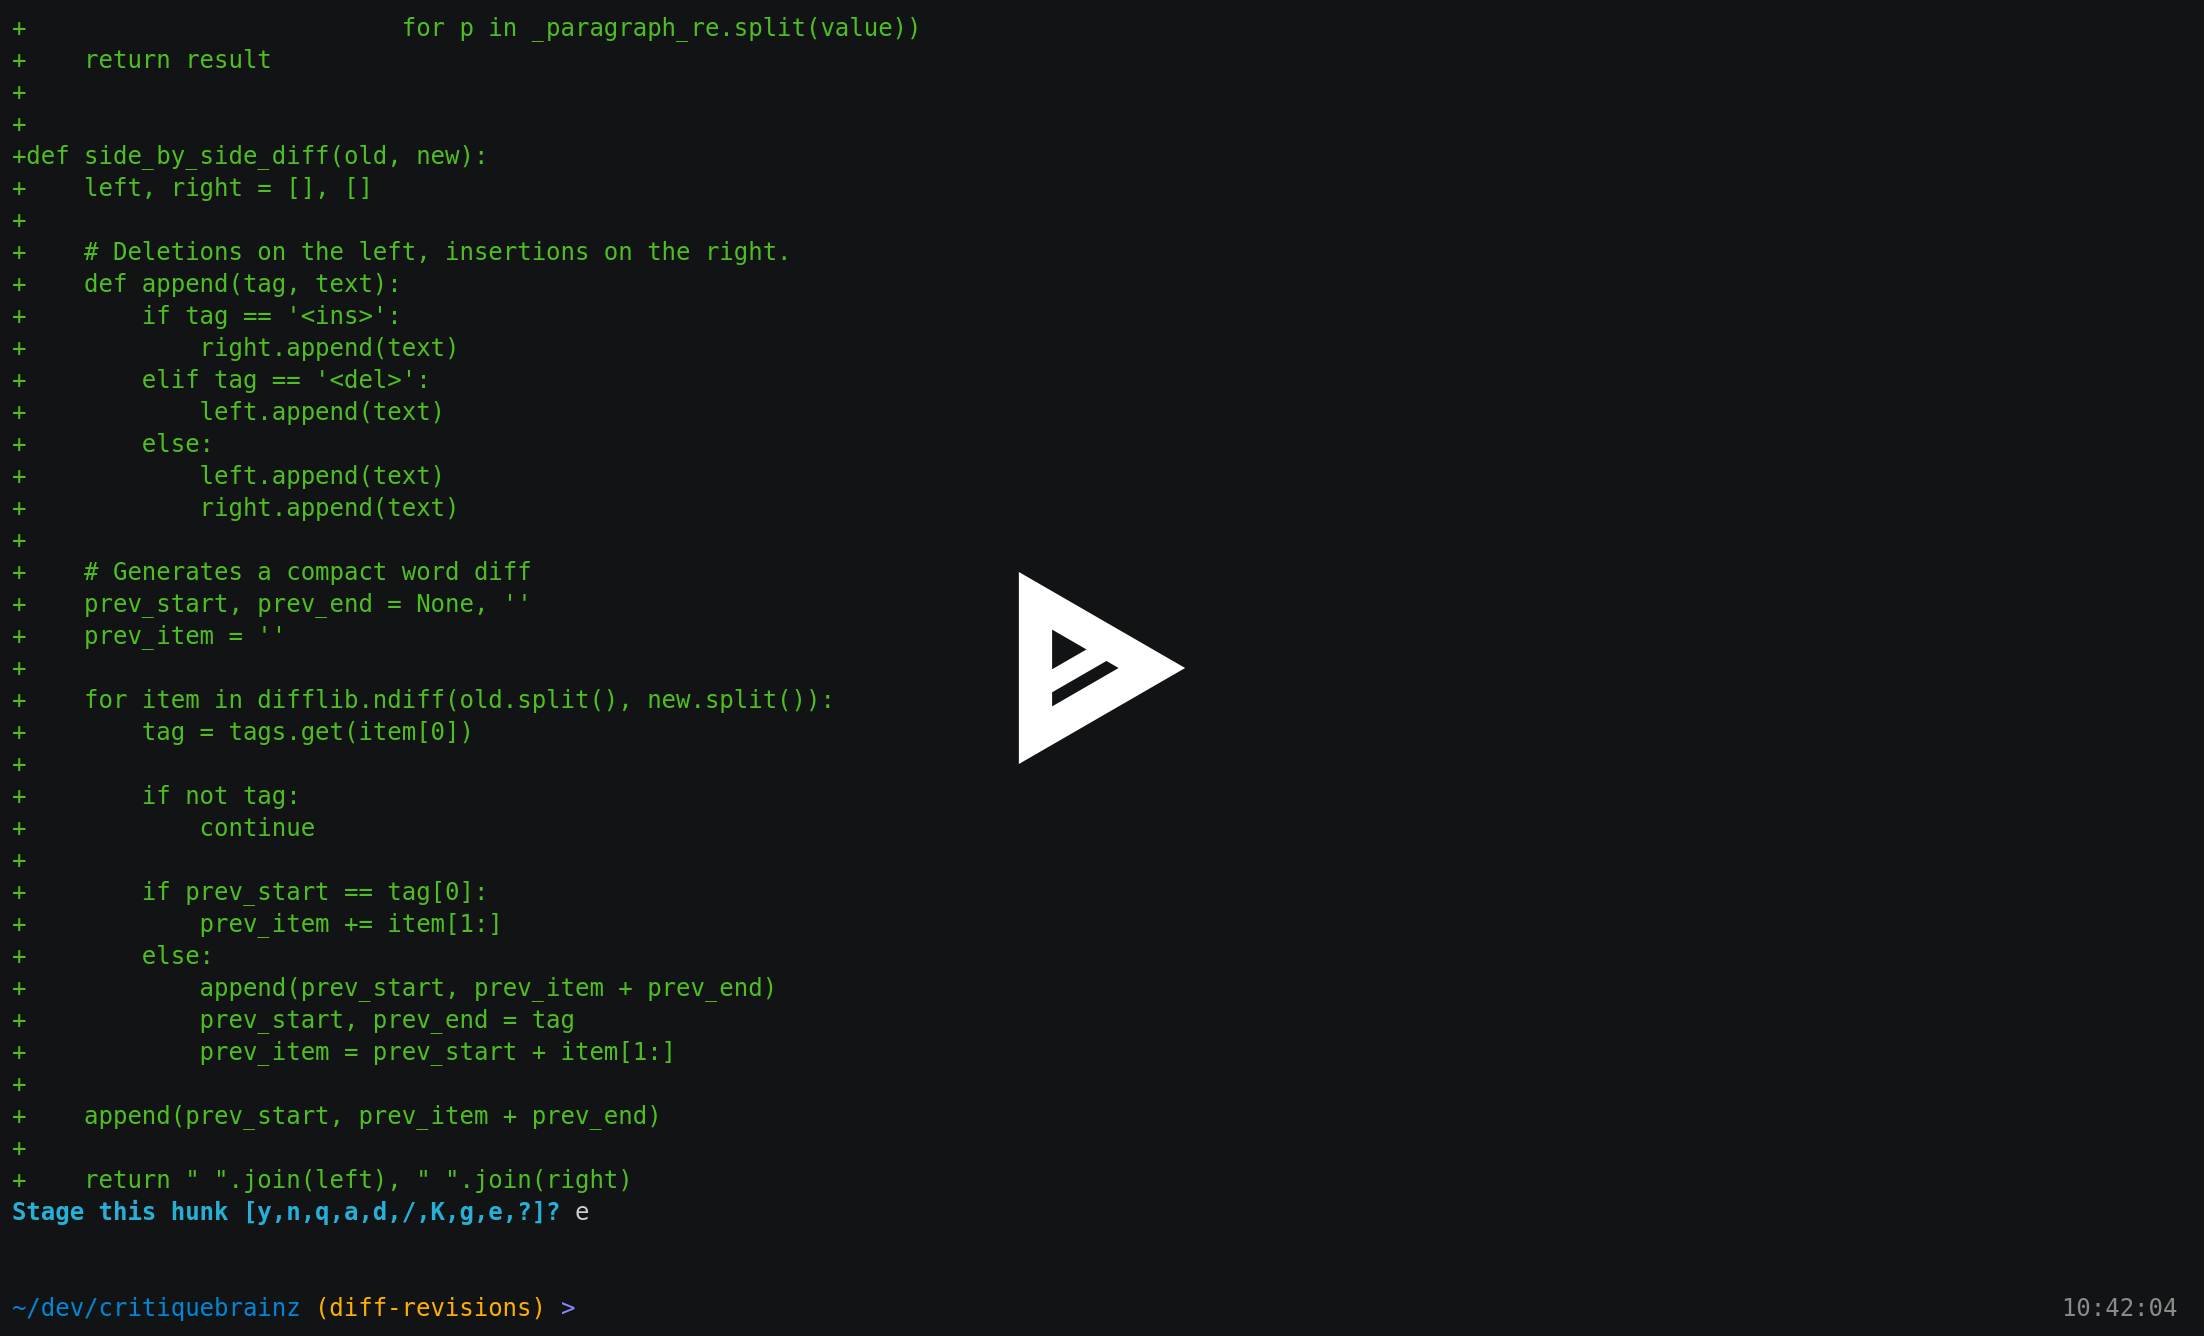 +                          for p in _paragraph_re.split(value))
+    return result
+
+
+def side_by_side_diff(old, new):
+    left, right = [], []
+
+    # Deletions on the left, insertions on the right.
+    def append(tag, text):
+        if tag == '<ins>':
+            right.append(text)
+        elif tag == '<del>':
+            left.append(text)
+        else:
+            left.append(text)
+            right.append(text)
+
+    # Generates a compact word diff
+    prev_start, prev_end = None, ''
+    prev_item = ''
+
+    for item in difflib.ndiff(old.split(), new.split()):
+        tag = tags.get(item[0])
+
+        if not tag:
+            continue
+
+        if prev_start == tag[0]:
+            prev_item += item[1:]
+        else:
+            append(prev_start, prev_item + prev_end)
+            prev_start, prev_end = tag
+            prev_item = prev_start + item[1:]
+
+    append(prev_start, prev_item + prev_end)
+
+    return " ".join(left), " ".join(right)
Stage this hunk [y,n,q,a,d,/,K,g,e,?]? e
~/dev/critiquebrainz (diff-revisions) > 10:42:04